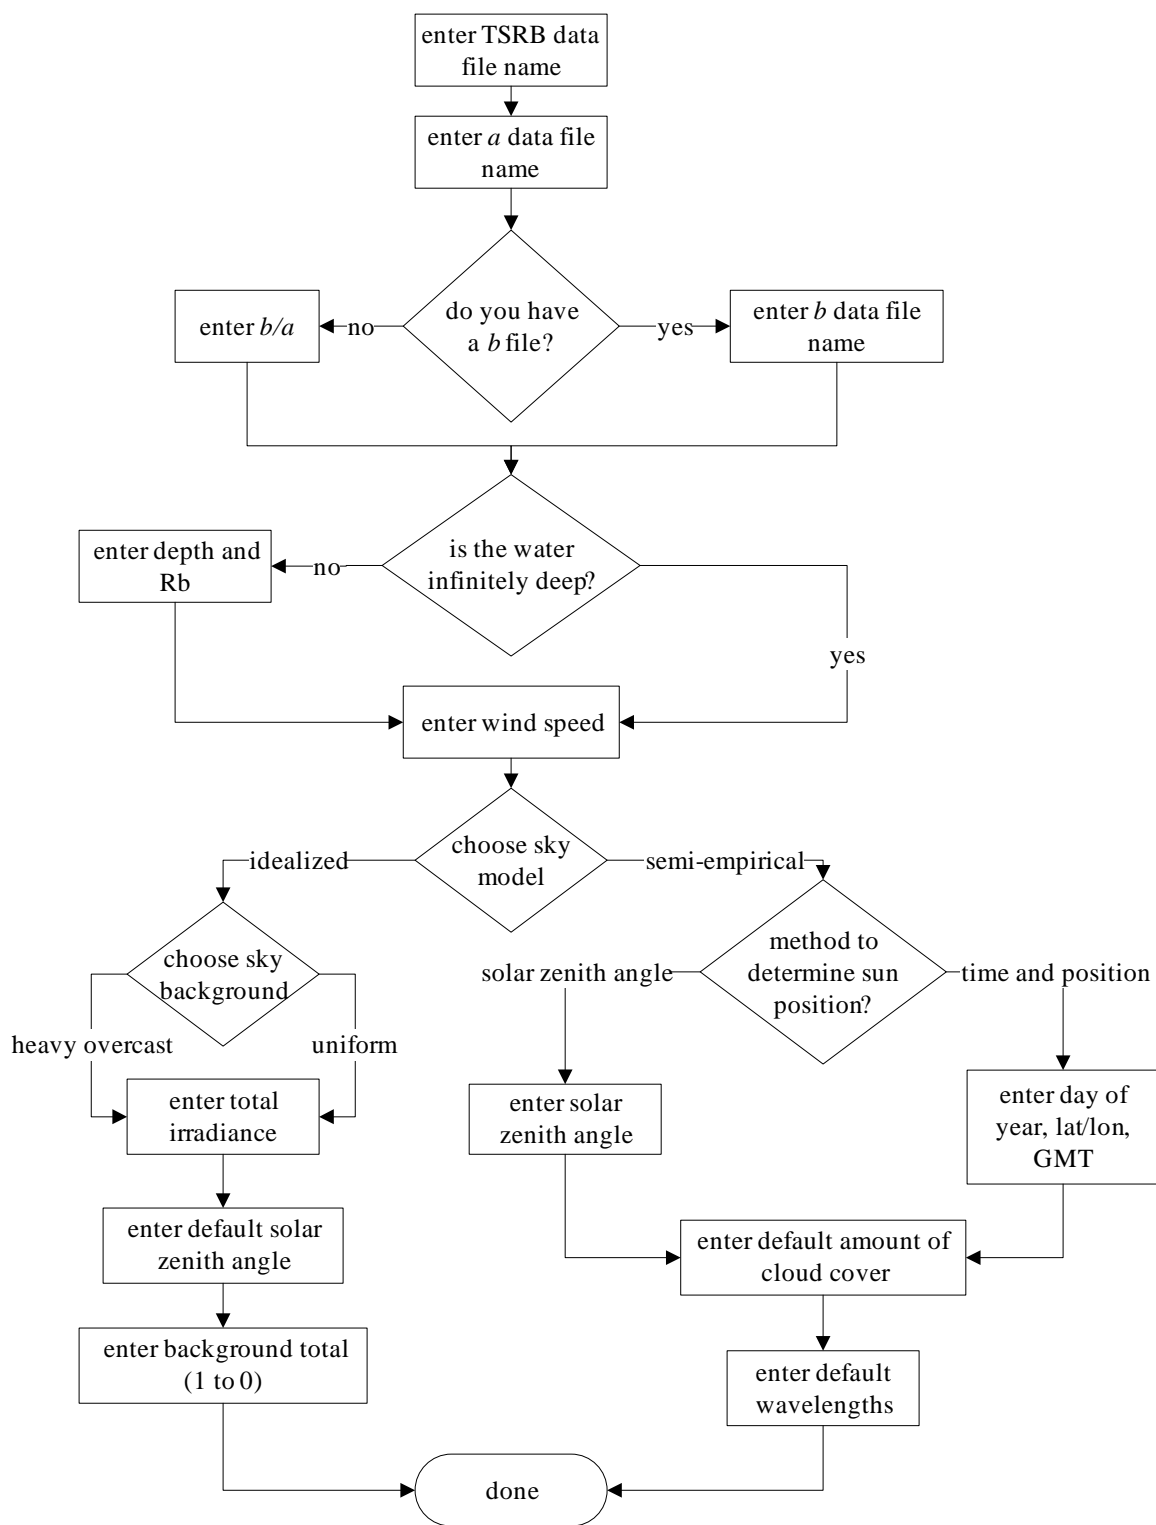 enter TSRB data
file name
enter a data file
name
do you have
a b file?
no
yes
enter b/a
enter b data file
name
is the water
infinitely deep?
no
yes
enter depth and
Rb
enter wind speed
choose sky
model
idealized
semi-empirical
choose sky
background
heavy overcast
uniform
method to
determine sun
position?
solar zenith angle
time and position
enter total
irradiance
enter solar
zenith angle
enter day of
year, lat/lon,
GMT
enter default solar
zenith angle
enter default amount of
cloud cover
enter background total
(1 to 0)
enter default
wavelengths
done